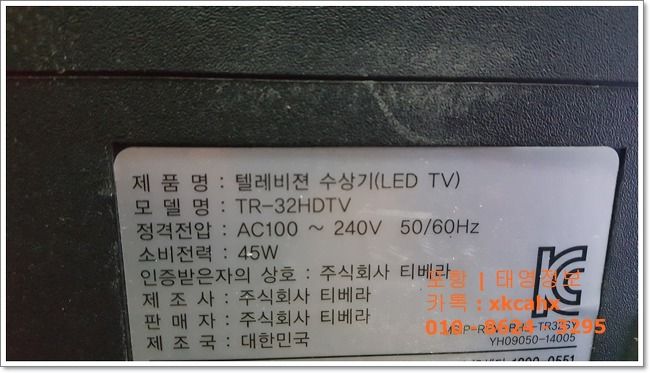 제 품 명 : 텔레비젼 수상기(LED TV)
모 델 명 : TR-32HDTV
정격전압 : AC100 ~ 240V 50/60Hz
소비전력 : 45W
인증받은자의 상호 : 주식회사 티베라
제 조 사 : 주식회사 티베라
판 매 자 : 주식회사 티베라
제 조 국 : 대한민국
포항 | 태영정보
카톡 : xkcahx
010 - 8624 - 3295
YH09050-14005